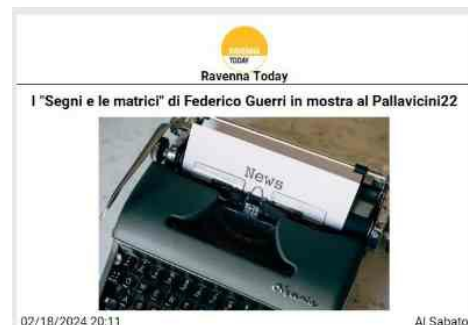 RAVENNA
TODAY
Ravenna Today
I "Segni e le matrici" di Federico Guerri in mostra al Pallavicini22
News
Olympia
02/18/2024 20:11
Al Sabato